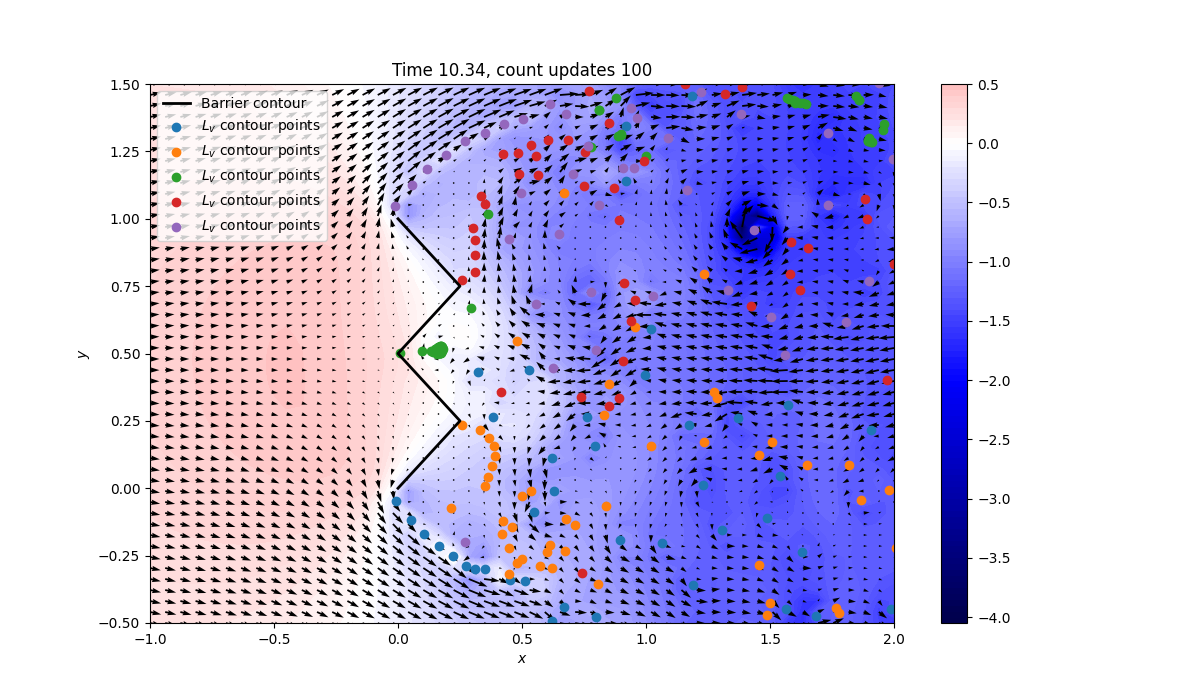 Time 10.34, count updates 100
Barrier contour
L_v contour points
L_v contour points
L_v contour points
L_v contour points
L_v contour points
1.50
1.25
1.00
0.75
0.50
0.25
0.00
−0.25
−0.50
y
−1.0 −0.5 0.0 0.5 1.0 1.5 2.0
x
0.5
0.0
−0.5
−1.0
−1.5
−2.0
−2.5
−3.0
−3.5
−4.0